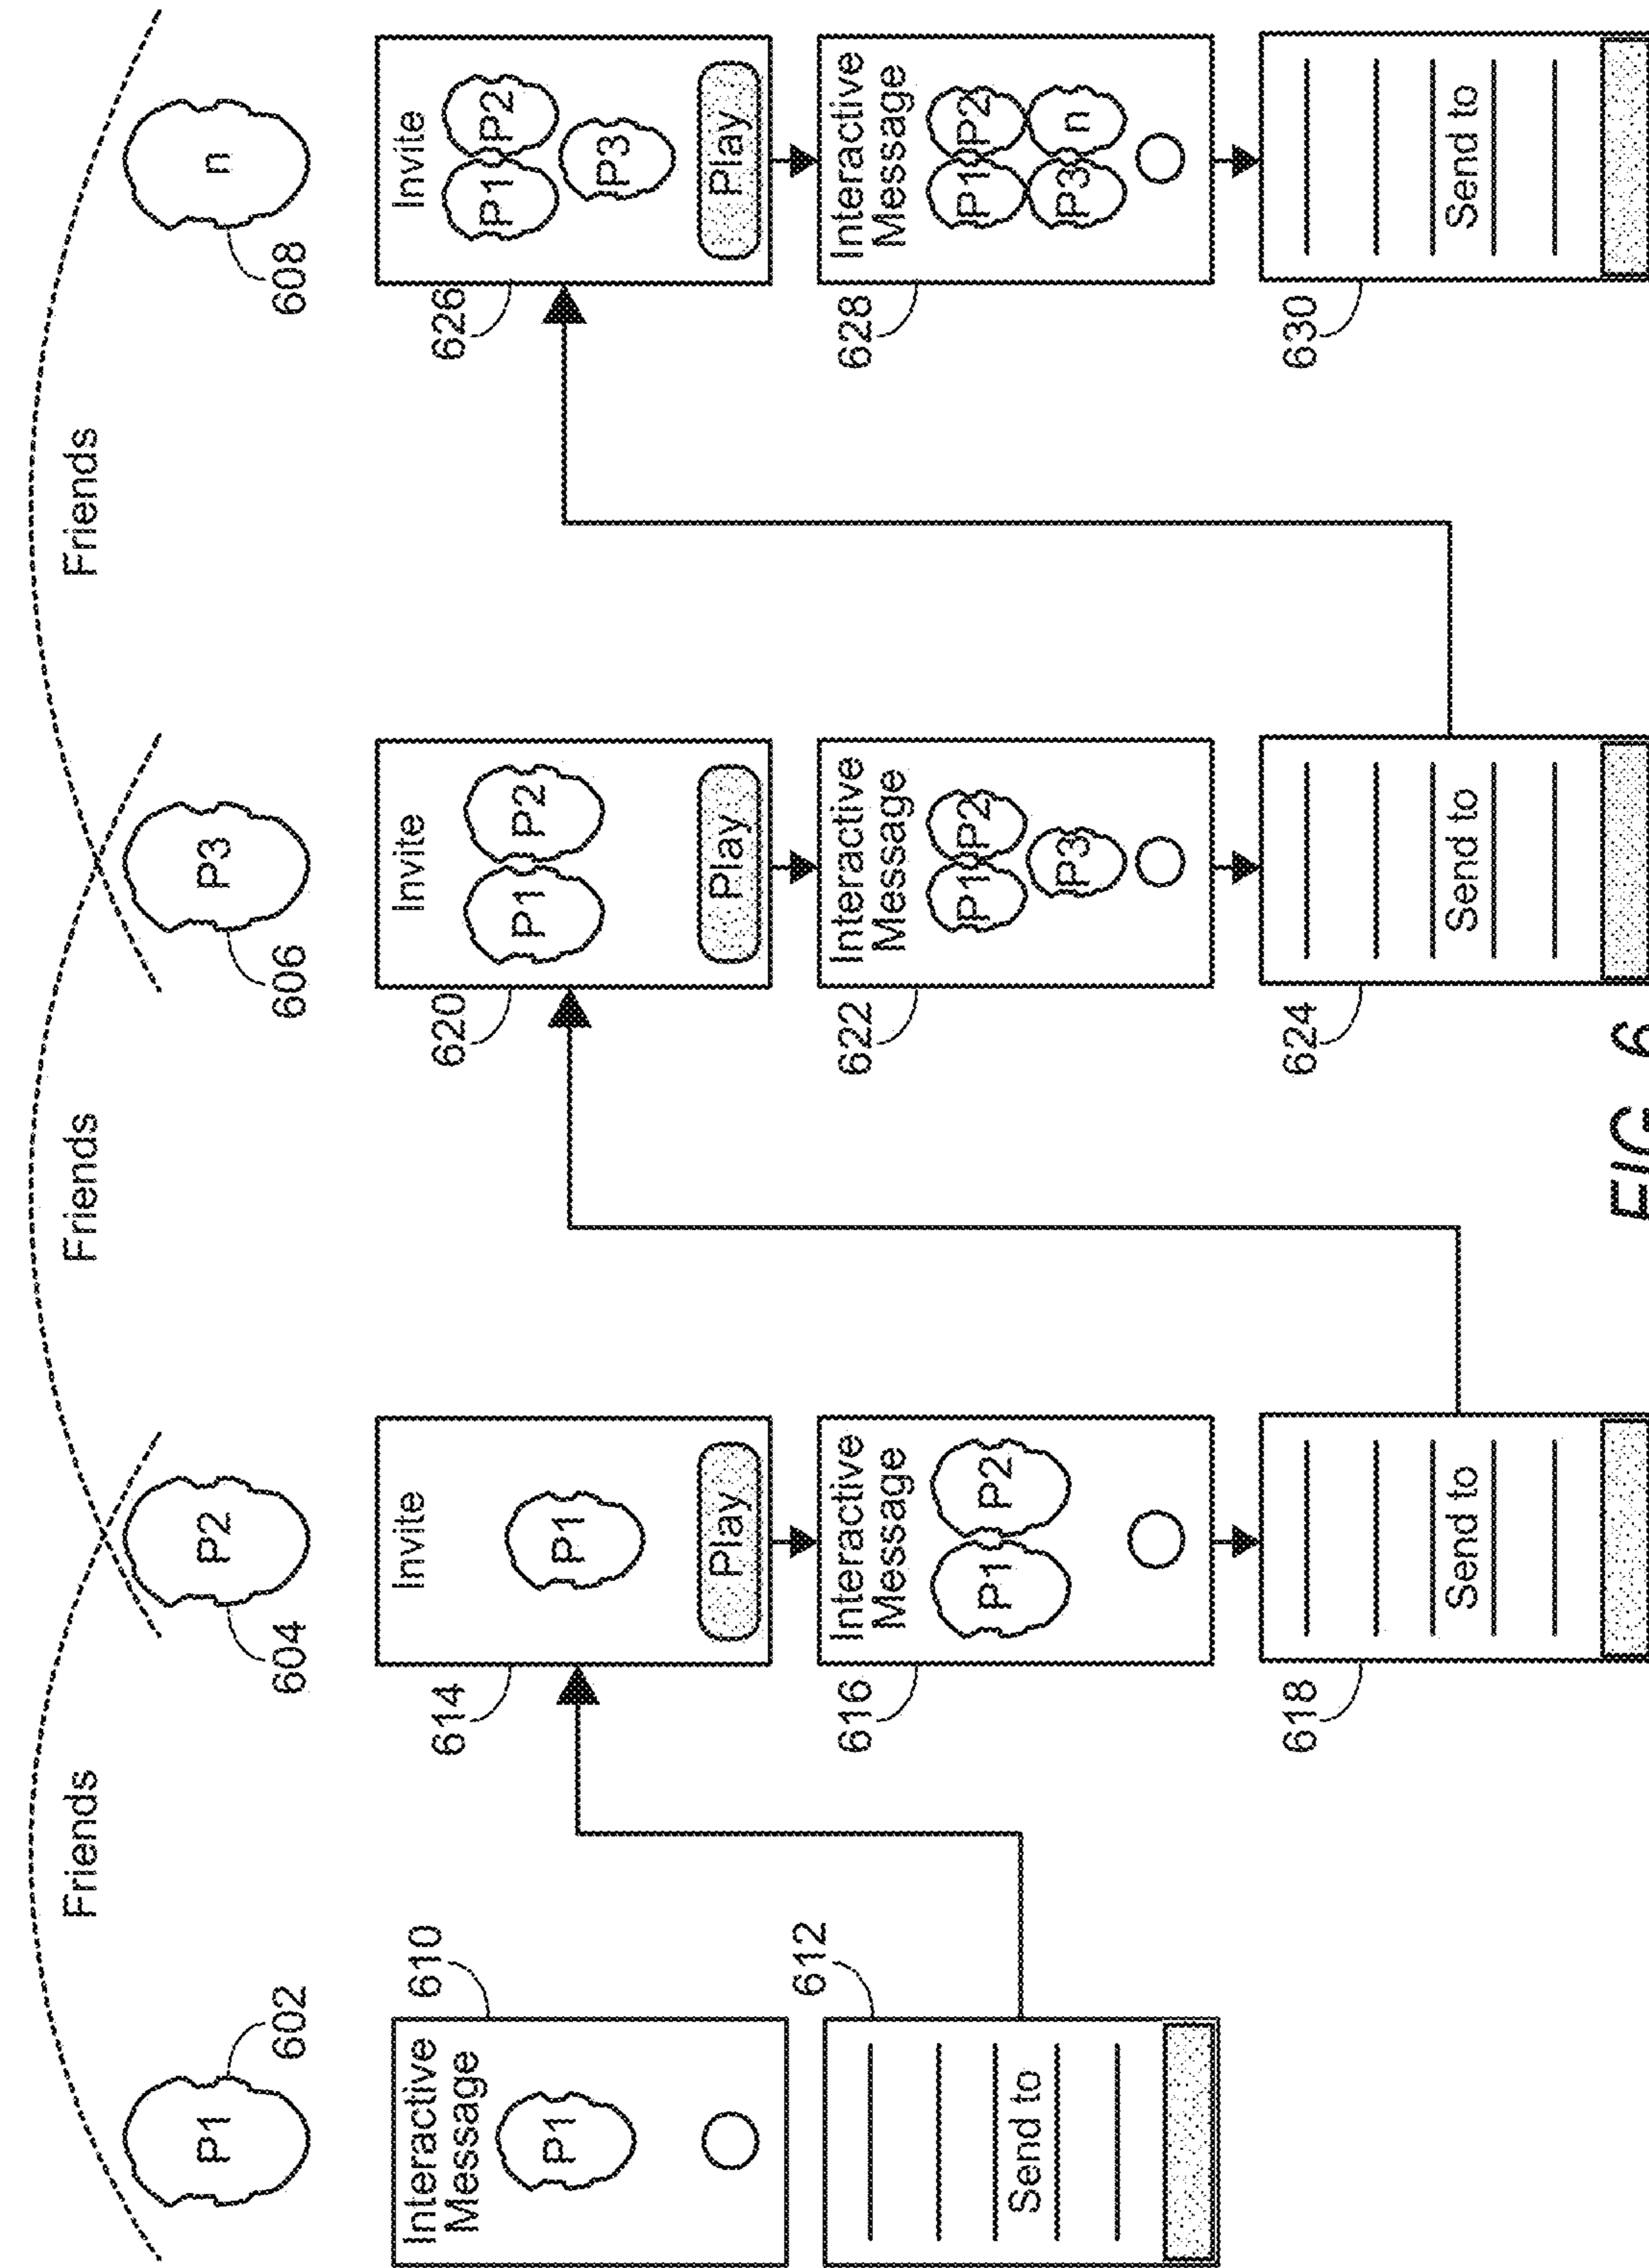 Friends
Friends
Friends
P1
602
P2
604
P3
606
n
608
Interactive
Message
P1
610
Send to
612
Invite
P1
Play
614
Interactive
Message
P1
P2
616
Send to
618
Invite
P1
P2
Play
620
Interactive
Message
P1
P2
P3
622
Send to
624
Invite
P1
P2
P3
Play
626
Interactive
Message
P1
P2
P3
n
628
Send to
630
FIG. 6